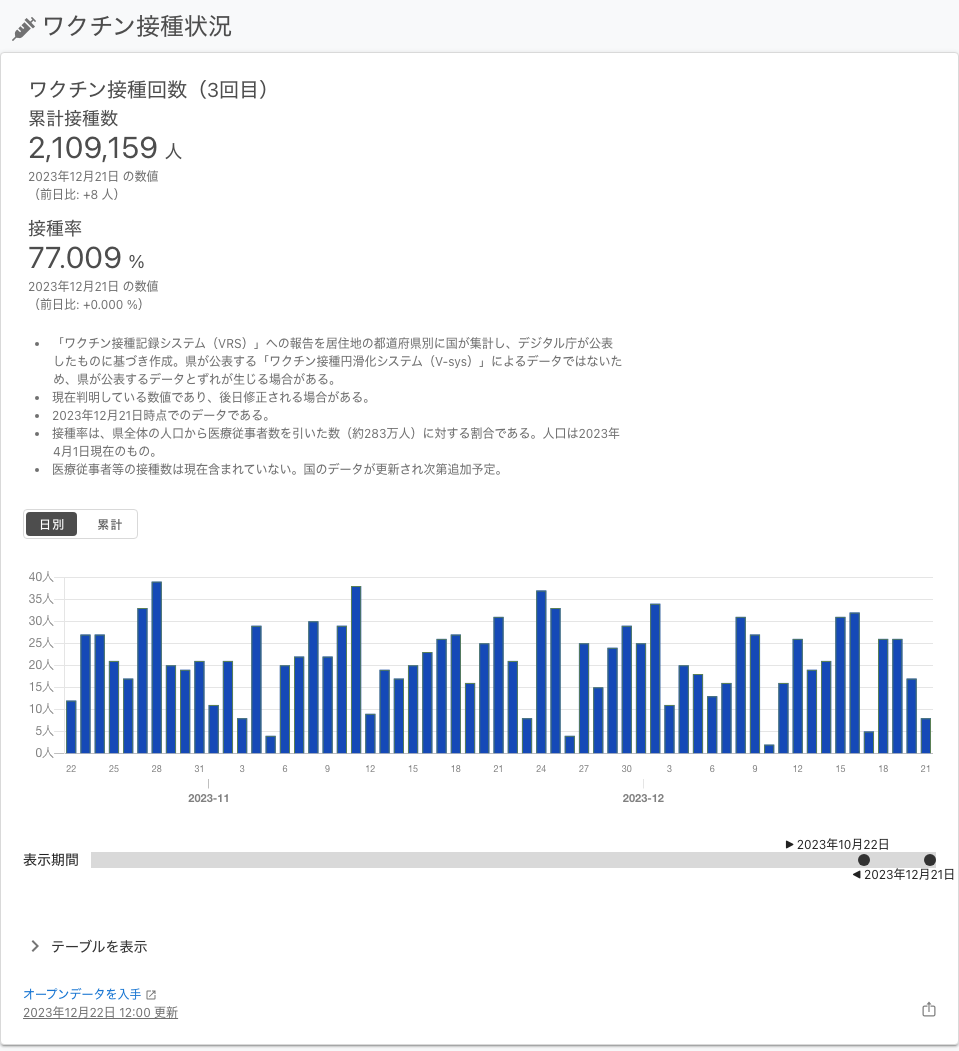 ワクチン接種状況
ワクチン接種回数（3回目）
累計接種数
2,109,159 人
2023年12月21日 の数値
（前日比: +8 人）
接種率
77.009 %
2023年12月21日 の数値
（前日比: +0.000 %）
• 「ワクチン接種記録システム（VRS）」への報告を居住地の都道府県別に国が集計し、デジタル庁が公表
したものに基づき作成。県が公表する「ワクチン接種円滑化システム（V-sys）」によるデータではないた
め、県が公表するデータとずれが生じる場合がある。
• 現在判明している数値であり、後日修正される場合がある。
• 2023年12月21日時点でのデータである。
• 接種率は、県全体の人口から医療従事者数を引いた数（約283万人）に対する割合である。人口は2023年
4月1日現在のもの。
• 医療従事者等の接種数は現在含まれていない。国のデータが更新され次第追加予定。
日別 累計
40人
35人
30人
25人
20人
15人
10人
5人
0人
22 25 28 31 3 6 9 12 15 18 21 24 27 30 3 6 9 12 15 18 21
2023-11 2023-12
▶ 2023年10月22日
表示期間
◀ 2023年12月21日
テーブルを表示
オープンデータを入手
2023年12月22日 12:00 更新